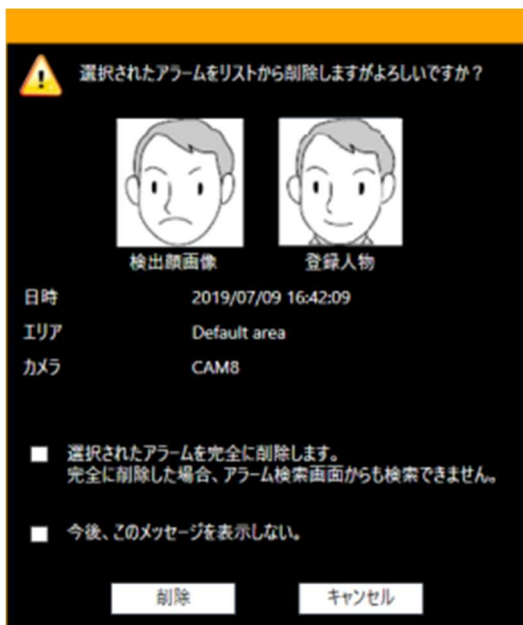 選択されたアラームをリストから削除しますがよろしいですか？
検出顔画像 登録人物
日時 2019/07/09 16:42:09
エリア Default area
カメラ CAM8
選択されたアラームを完全に削除します。
完全に削除した場合、アラーム検索画面からも検索できません。
今後、このメッセージを表示しない。
削除 キャンセル